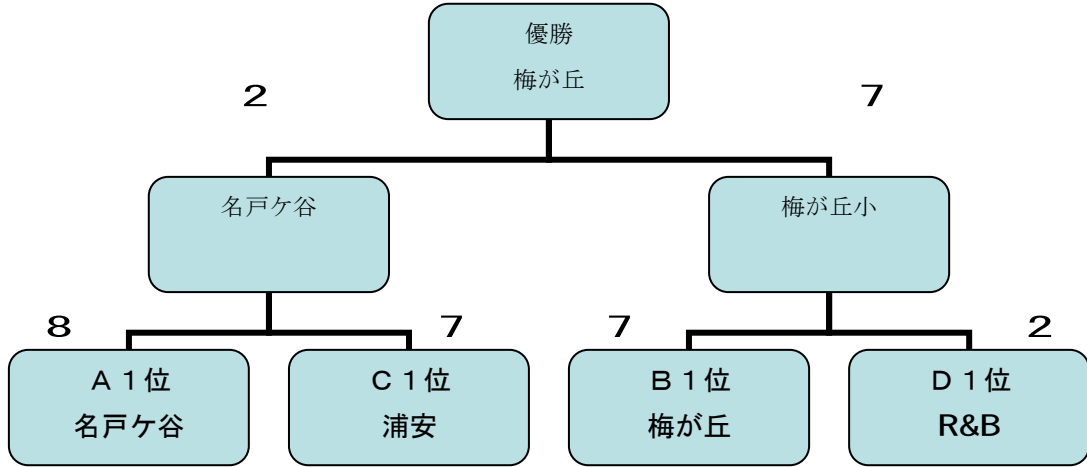 優勝
梅が丘
２
７
名戸ケ谷
梅が丘小
８
７
７
２
Ａ１位
名戸ケ谷
Ｃ１位
浦安
Ｂ１位
梅が丘
Ｄ１位
R&B